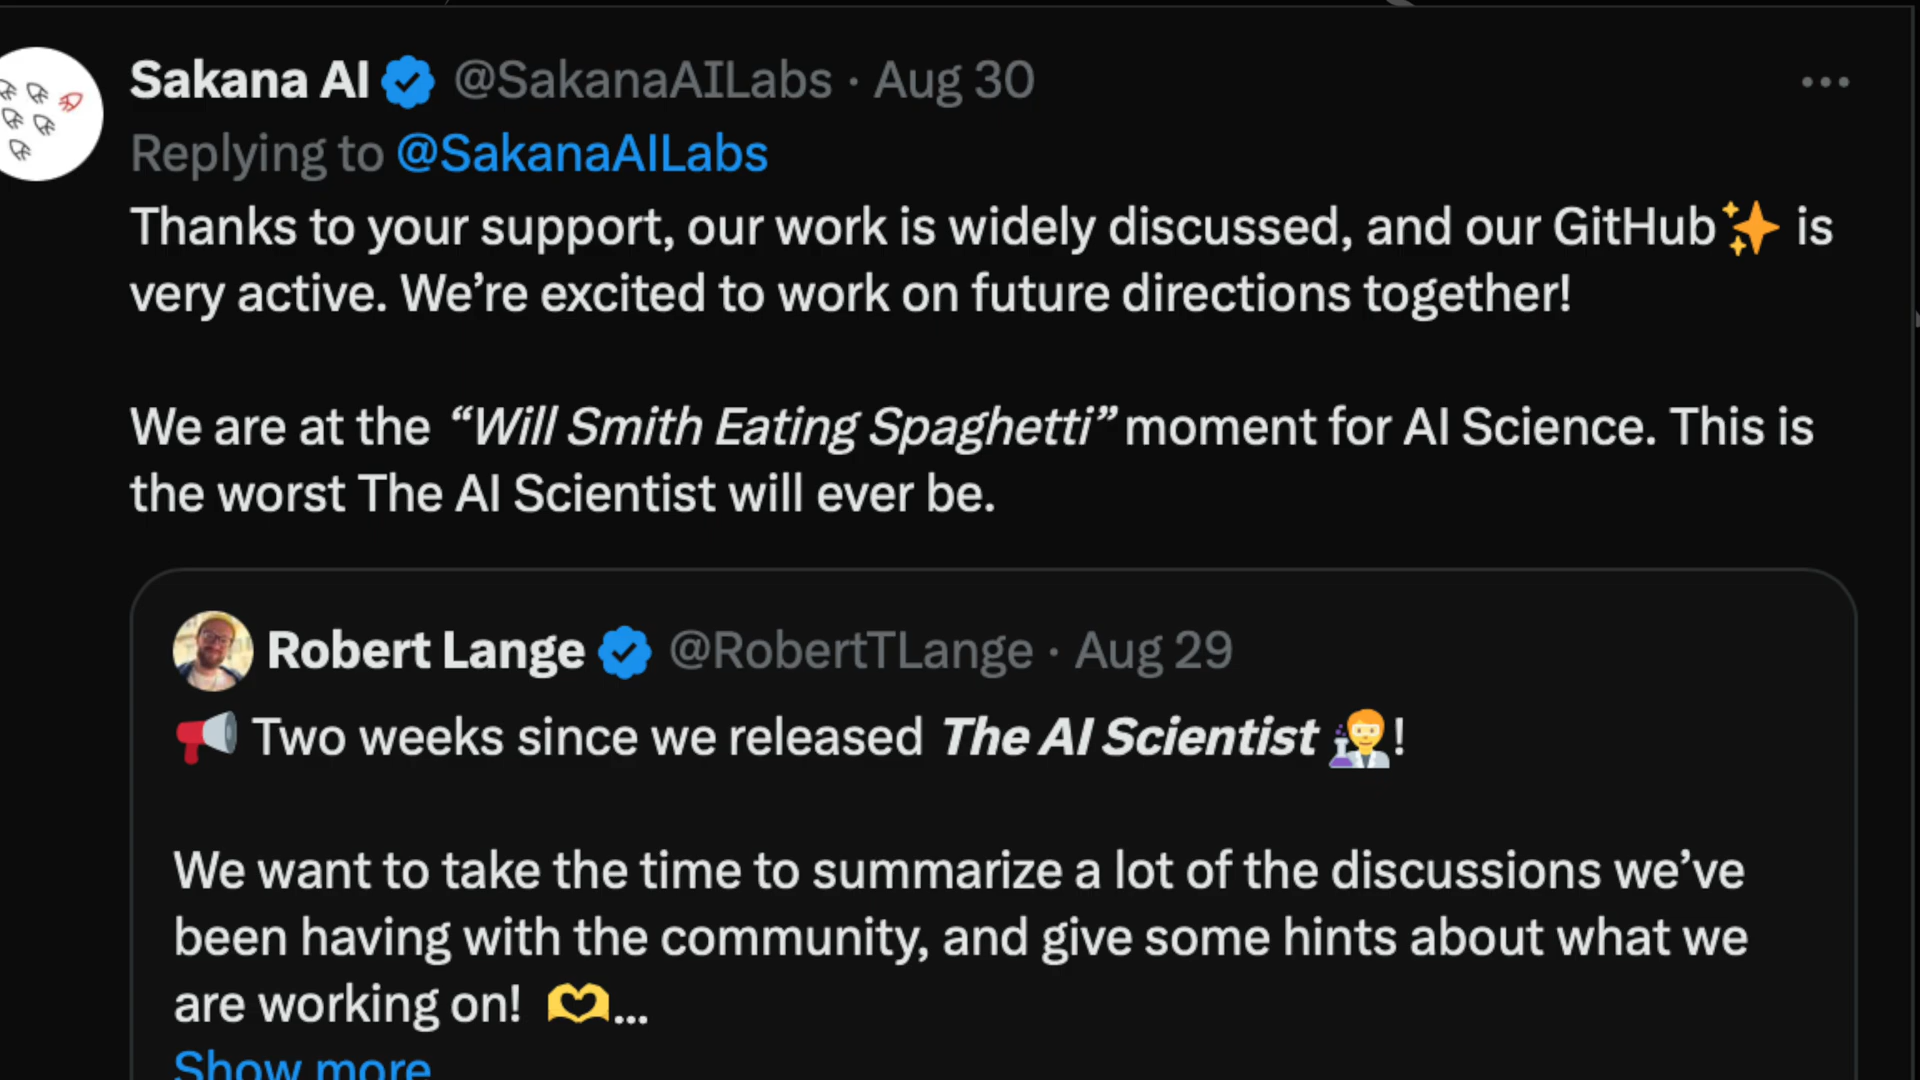 Sakana AI @SakanaAILabs · Aug 30
Replying to @SakanaAILabs
Thanks to your support, our work is widely discussed, and our GitHub✨ is
very active. We’re excited to work on future directions together!
We are at the “Will Smith Eating Spaghetti” moment for AI Science. This is
the worst The AI Scientist will ever be.
Robert Lange @RobertTLange · Aug 29
📢 Two weeks since we released The AI Scientist 🧑‍🔬!
We want to take the time to summarize a lot of the discussions we’ve
been having with the community, and give some hints about what we
are working on! 🫶...
Show more